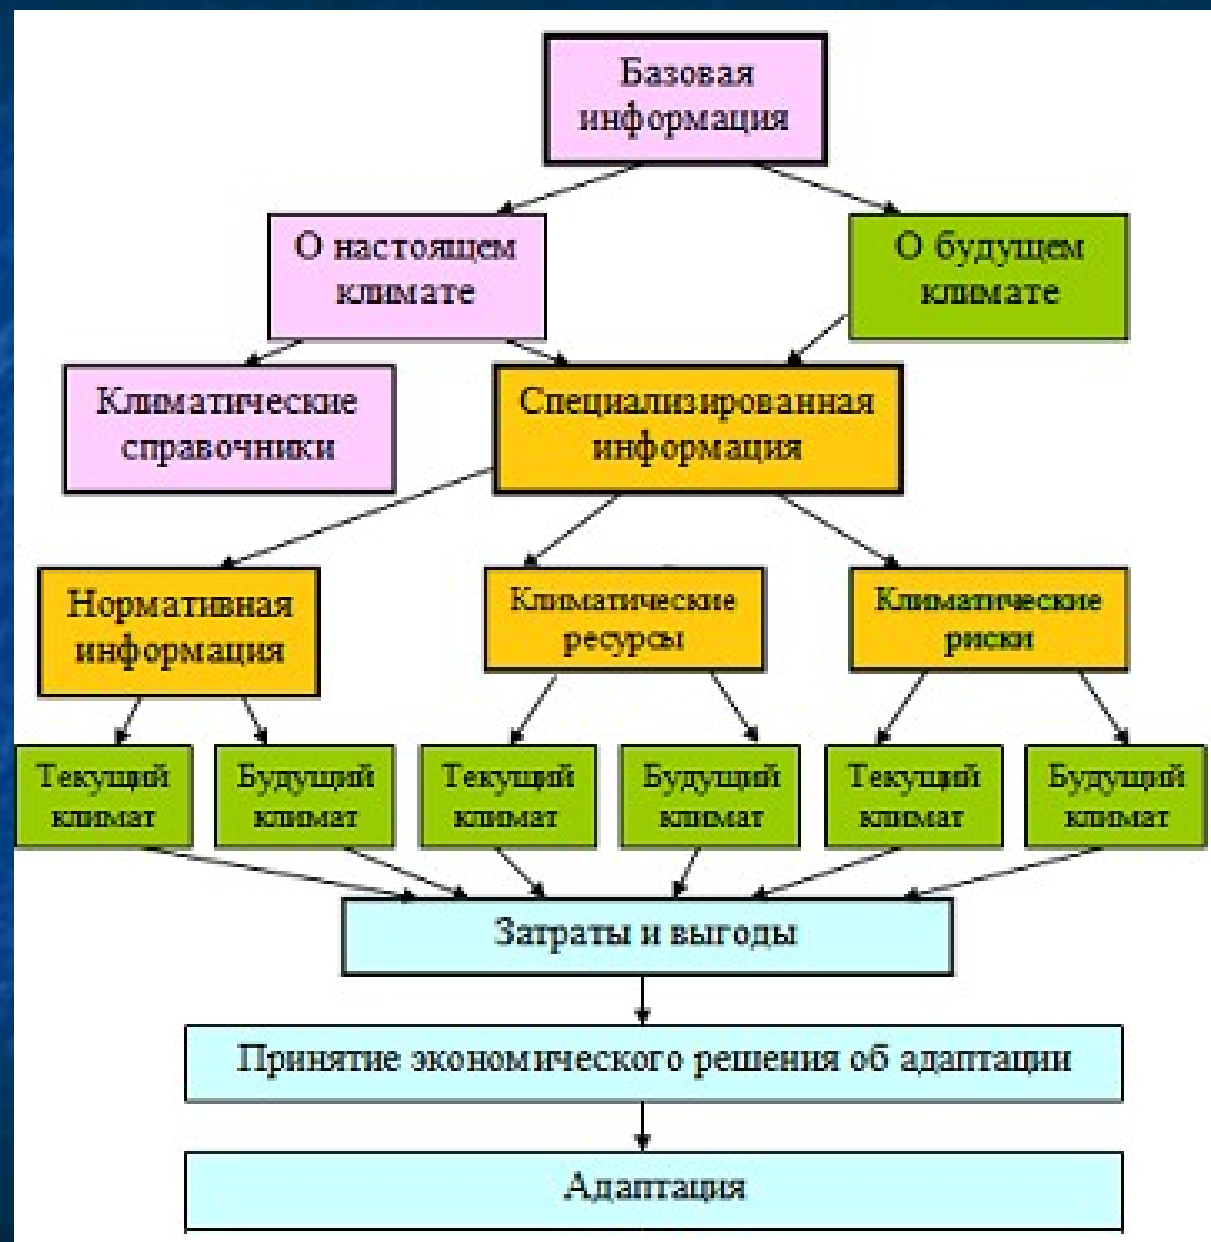 Базовая
информация
О настоящем
климате
О будущем
климате
Климатические
справочники
Специализированная
информация
Нормативная
информация
Климатические
ресурсы
Климатические
риски
Текущий
климат
Будущий
климат
Текущий
климат
Будущий
климат
Текущий
климат
Будущий
климат
Затраты и выгоды
Принятие экономического решения об адаптации
Адаптация